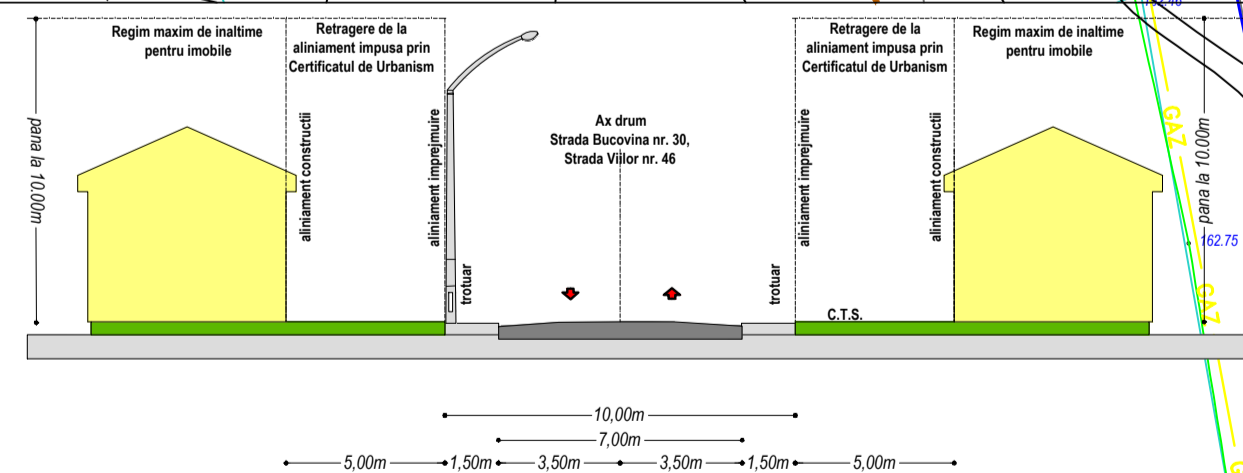 Regim maxim de inaltime
pentru imobile
Retragere de la
aliniament impusa prin
Certificatul de Urbanism
Retragere de la
aliniament impusa prin
Certificatul de Urbanism
Regim maxim de inaltime
pentru imobile
pana la 10.000m
aliniament constructii
aliniament imprejmuire
trotuar
Ax drum
Strada Bucovina nr. 30,
Strada Viilor nr. 46
trotuar
aliniament imprejmuire
aliniament constructii
pana la 10.00m
GAZ
162.75
GAZ
C.T.S.
10,00m
7,00m
5,00m
1,50m
3,50m
3,50m
1,50m
5,00m